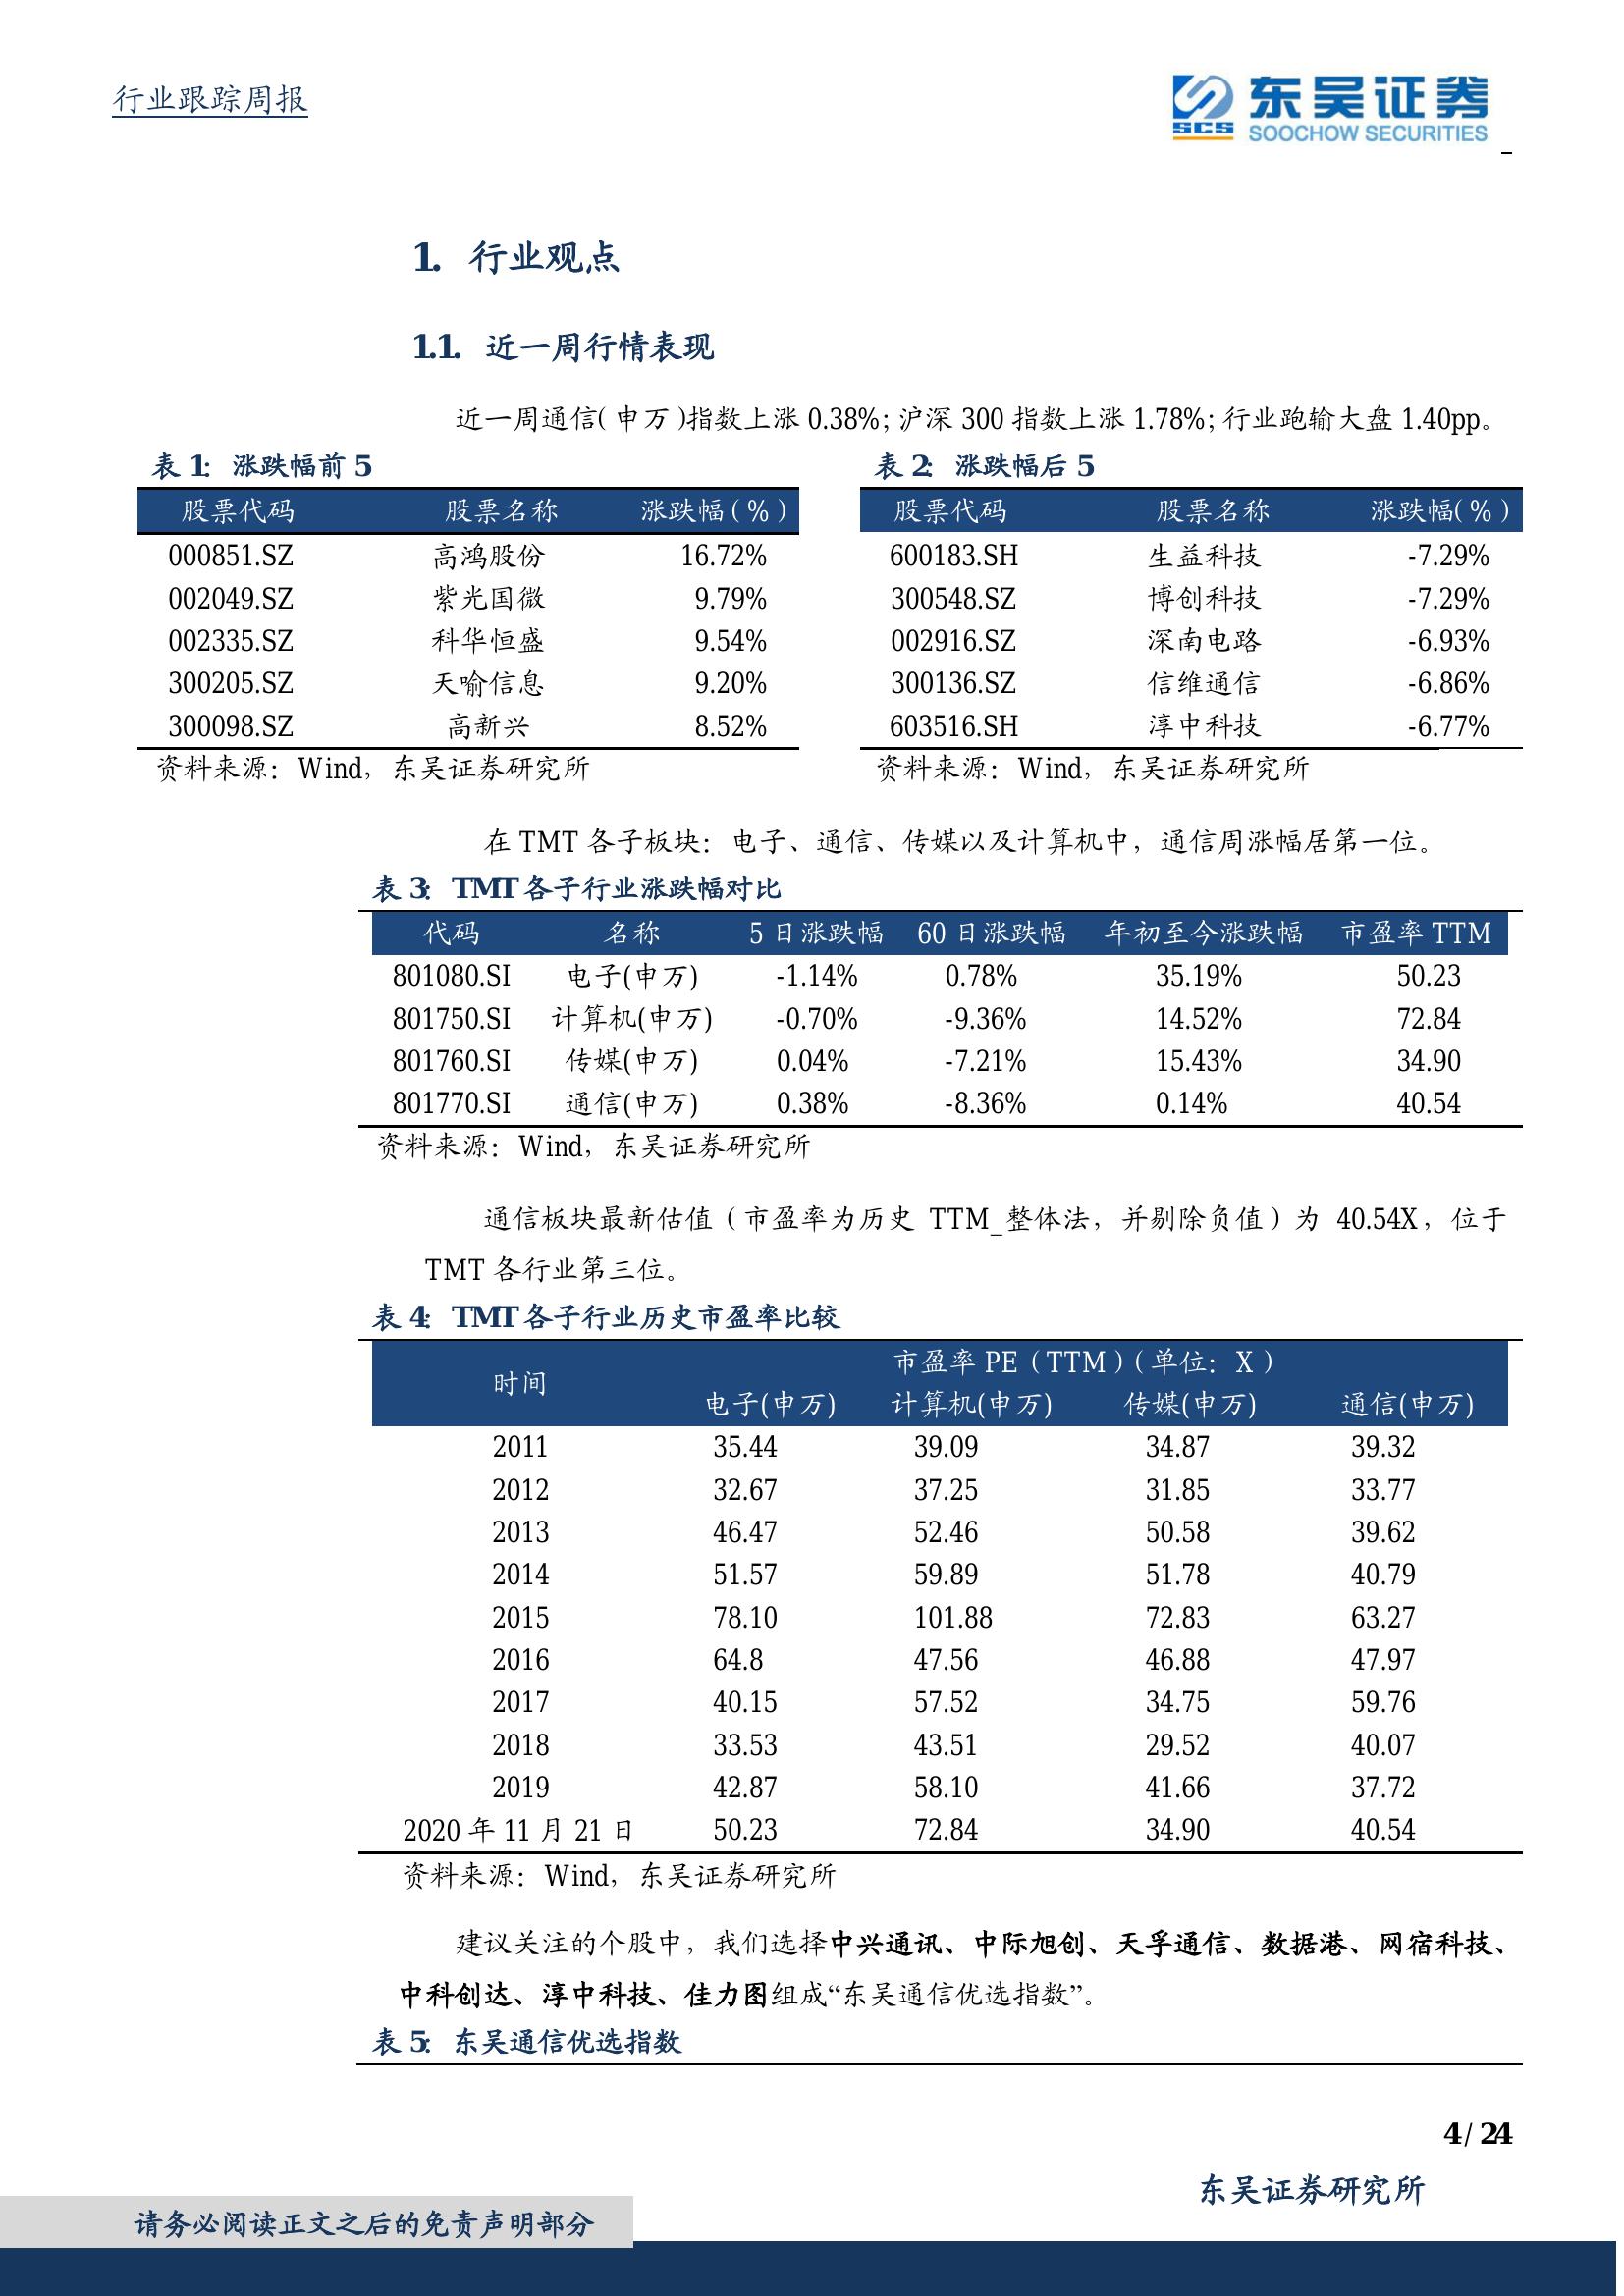 行业跟踪周报
东吴证券
SCS
SOOCHOW SECURITIES
1. 行业观点
1.1. 近一周行情表现
近一周通信(申万)指数上涨 0.38%；沪深 300 指数上涨 1.78%；行业跑输大盘 1.40pp。
表 1：涨跌幅前 5
股票代码 股票名称 涨跌幅（%）
000851.SZ 高鸿股份 16.72%
002049.SZ 紫光国微 9.79%
002335.SZ 科华恒盛 9.54%
300205.SZ 天喻信息 9.20%
300098.SZ 高新兴 8.52%
资料来源：Wind，东吴证券研究所
表 2：涨跌幅后 5
股票代码 股票名称 涨跌幅（%）
600183.SH 生益科技 -7.29%
300548.SZ 博创科技 -7.29%
002916.SZ 深南电路 -6.93%
300136.SZ 信维通信 -6.86%
603516.SH 淳中科技 -6.77%
资料来源：Wind，东吴证券研究所
在 TMT 各子板块：电子、通信、传媒以及计算机中，通信周涨幅居第一位。
表 3：TMT 各子行业涨跌幅对比
代码 名称 5 日涨跌幅 60 日涨跌幅 年初至今涨跌幅 市盈率 TTM
801080.SI 电子(申万) -1.14% 0.78% 35.19% 50.23
801750.SI 计算机(申万) -0.70% -9.36% 14.52% 72.84
801760.SI 传媒(申万) 0.04% -7.21% 15.43% 34.90
801770.SI 通信(申万) 0.38% -8.36% 0.14% 40.54
资料来源：Wind，东吴证券研究所
通信板块最新估值（市盈率为历史 TTM_整体法，并剔除负值）为 40.54X，位于
TMT 各行业第三位。
表 4：TMT 各子行业历史市盈率比较
时间 市盈率 PE（TTM）（单位：X）
电子(申万) 计算机(申万) 传媒(申万) 通信(申万)
2011 35.44 39.09 34.87 39.32
2012 32.67 37.25 31.85 33.77
2013 46.47 52.46 50.58 39.62
2014 51.57 59.89 51.78 40.79
2015 78.10 101.88 72.83 63.27
2016 64.8 47.56 46.88 47.97
2017 40.15 57.52 34.75 59.76
2018 33.53 43.51 29.52 40.07
2019 42.87 58.10 41.66 37.72
2020 年 11 月 21 日 50.23 72.84 34.90 40.54
资料来源：Wind，东吴证券研究所
建议关注的个股中，我们选择中兴通讯、中际旭创、天孚通信、数据港、网宿科技、
中科创达、淳中科技、佳力图组成“东吴通信优选指数”。
表 5：东吴通信优选指数
4 / 24
东吴证券研究所
请务必阅读正文之后的免责声明部分